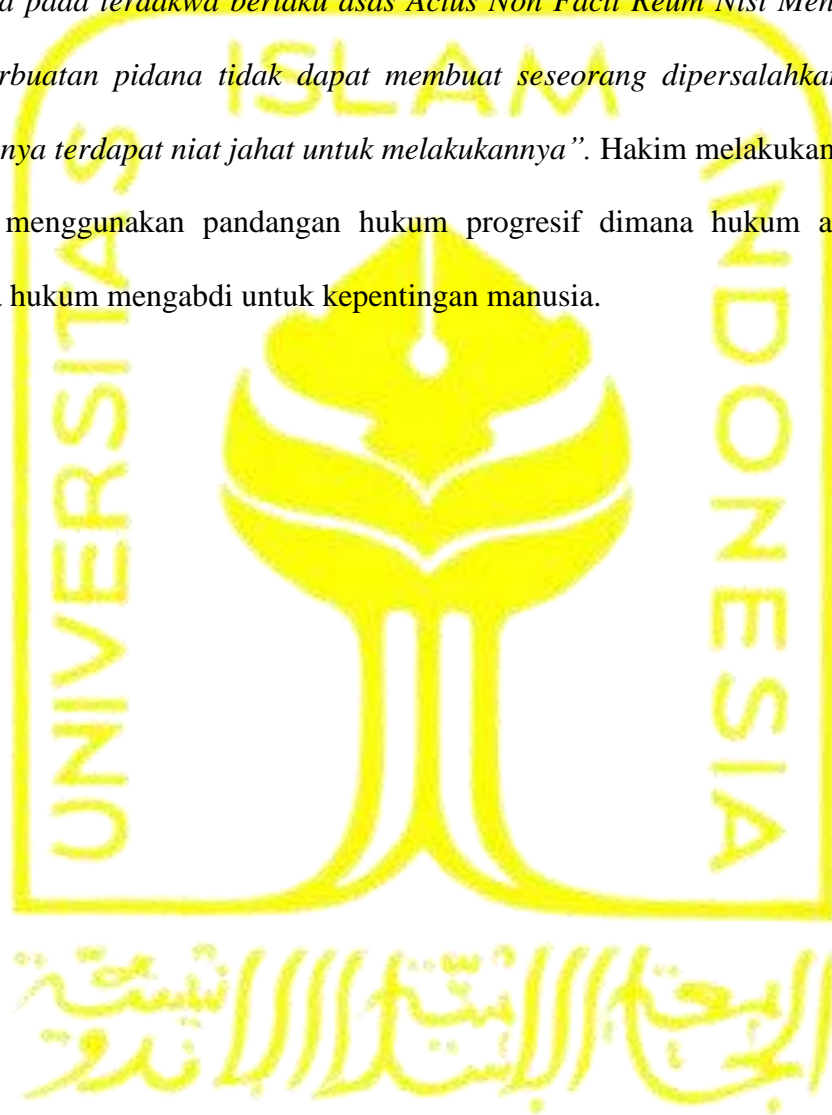 a pada terdakwa berlaku asas Actus Non Facit Reum Nisi Men
rbuatan pidana tidak dapat membuat seseorang dipersalahkan
nya terdapat niat jahat untuk melakukannya”. Hakim melakukan
menggunakan pandangan hukum progresif dimana hukum a
a hukum mengabdi untuk kepentingan manusia.
UNIVERSITAS
ISLAM
INDONESIA